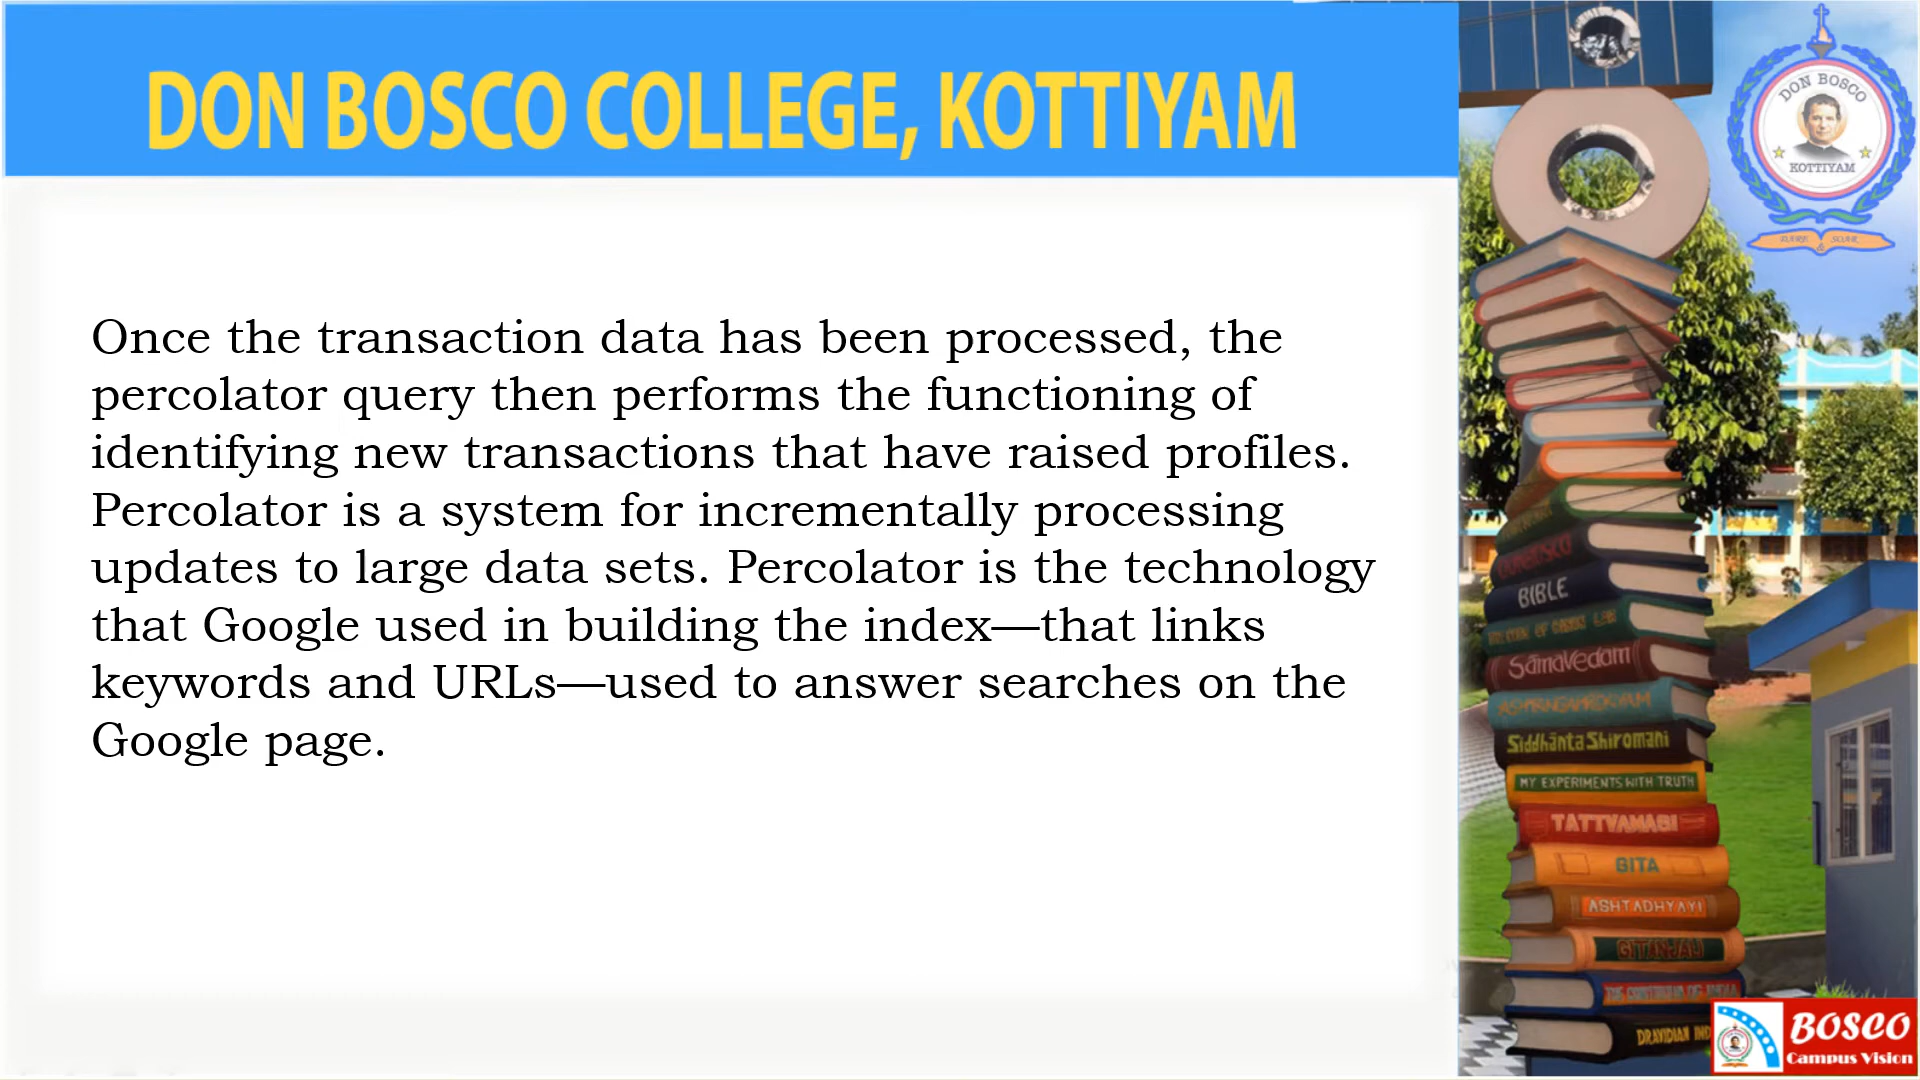 DON BOSCO COLLEGE, KOTTIYAM
DON BOSCO
KOTTIYAM
DARE & SOAR
Once the transaction data has been processed, the
percolator query then performs the functioning of
identifying new transactions that have raised profiles.
Percolator is a system for incrementally processing
updates to large data sets. Percolator is the technology
that Google used in building the index—that links
keywords and URLs—used to answer searches on the
Google page.
BIBLE
SāmaVedam
Siddhānta Shiromani
MY EXPERIMENTS WITH TRUTH
TATTVAMASI
GITA
ASHTADHYAYI
GITANJALI
DRAVIDIAN
BOSCO
Campus Vision